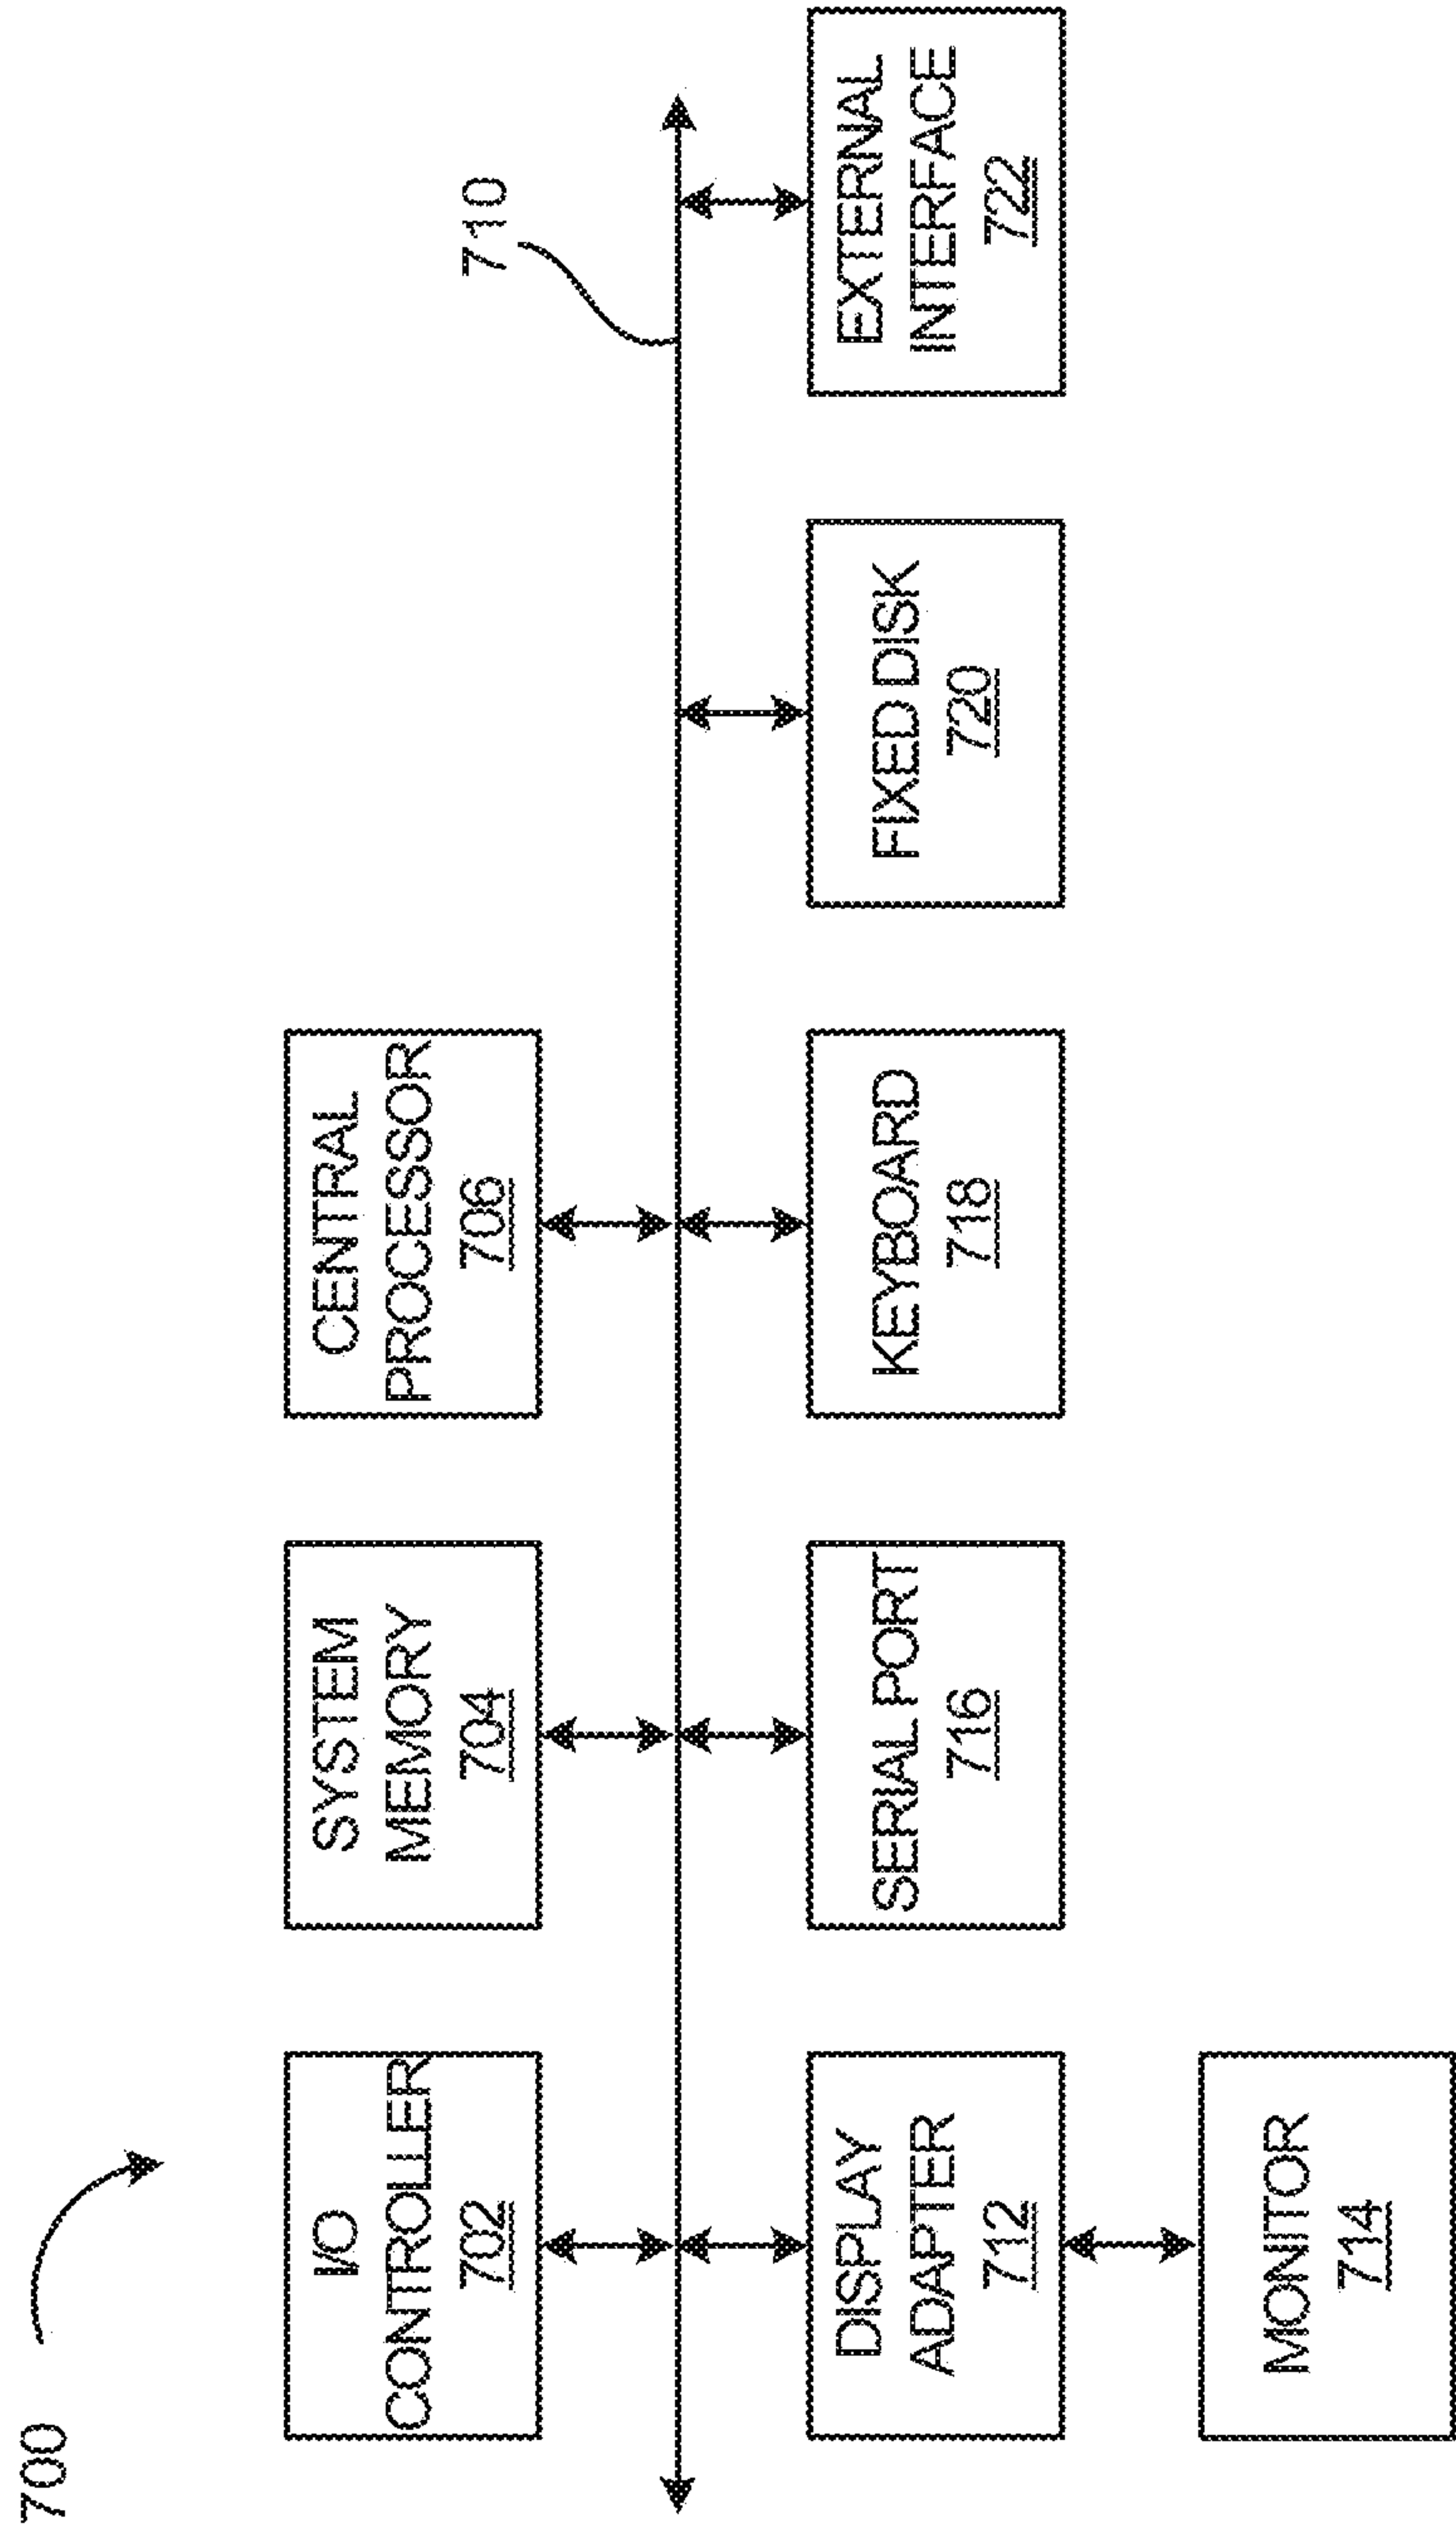 700
I/O
CONTROLLER
702
SYSTEM
MEMORY
704
CENTRAL
PROCESSOR
706
710
DISPLAY
ADAPTER
712
SERIAL PORT
716
KEYBOARD
718
FIXED DISK
720
EXTERNAL
INTERFACE
722
MONITOR
714